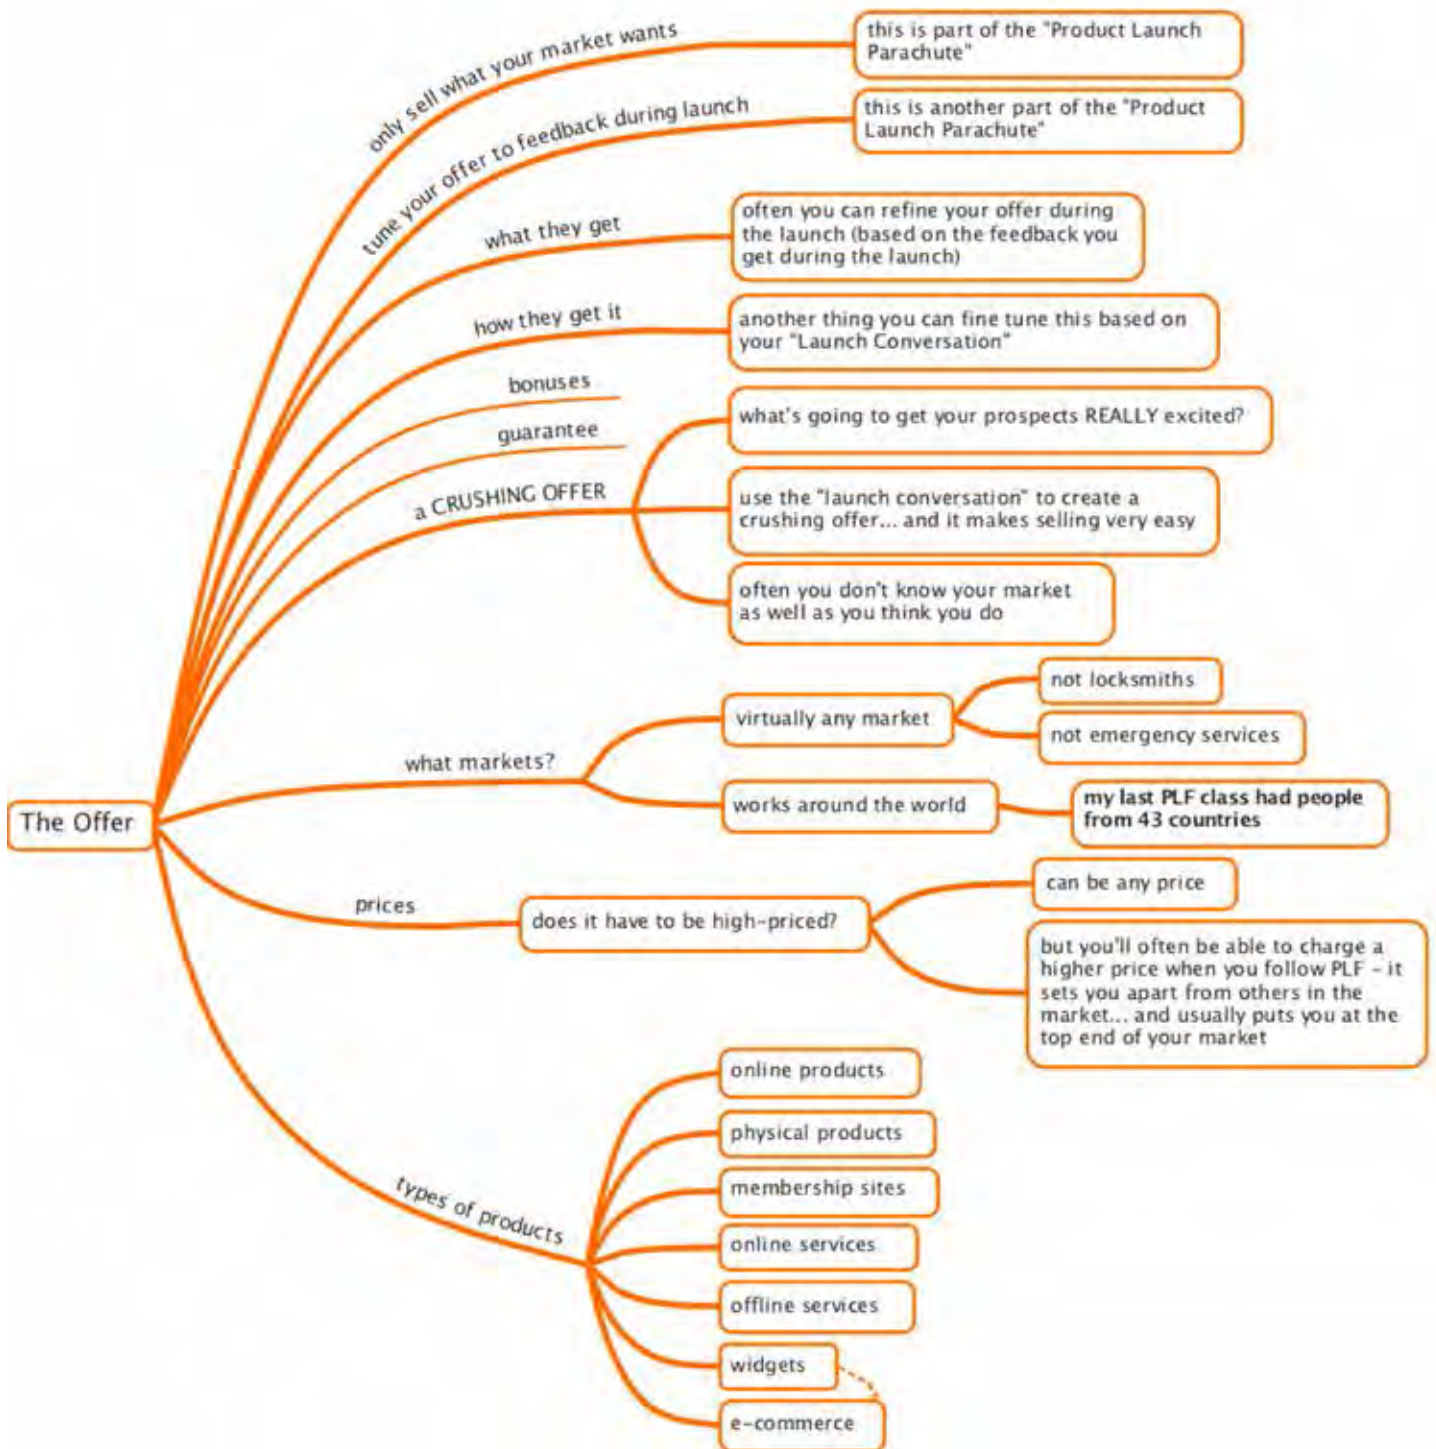 only sell what your market wants
this is part of the "Product Launch
Parachute"
tune your offer to feedback during launch
this is another part of the "Product
Launch Parachute"
what they get
often you can refine your offer during
the launch (based on the feedback you
get during the launch)
how they get it
another thing you can fine tune this based on
your "Launch Conversation"
bonuses
guarantee
a CRUSHING OFFER
what's going to get your prospects REALLY excited?
use the "launch conversation" to create a
crushing offer... and it makes selling very easy
often you don't know your market
as well as you think you do
The Offer
what markets?
virtually any market
not locksmiths
not emergency services
works around the world
my last PLF class had people
from 43 countries
prices
does it have to be high-priced?
can be any price
but you'll often be able to charge a
higher price when you follow PLF - it
sets you apart from others in the
market... and usually puts you at the
top end of your market
types of products
online products
physical products
membership sites
online services
offline services
widgets
e-commerce